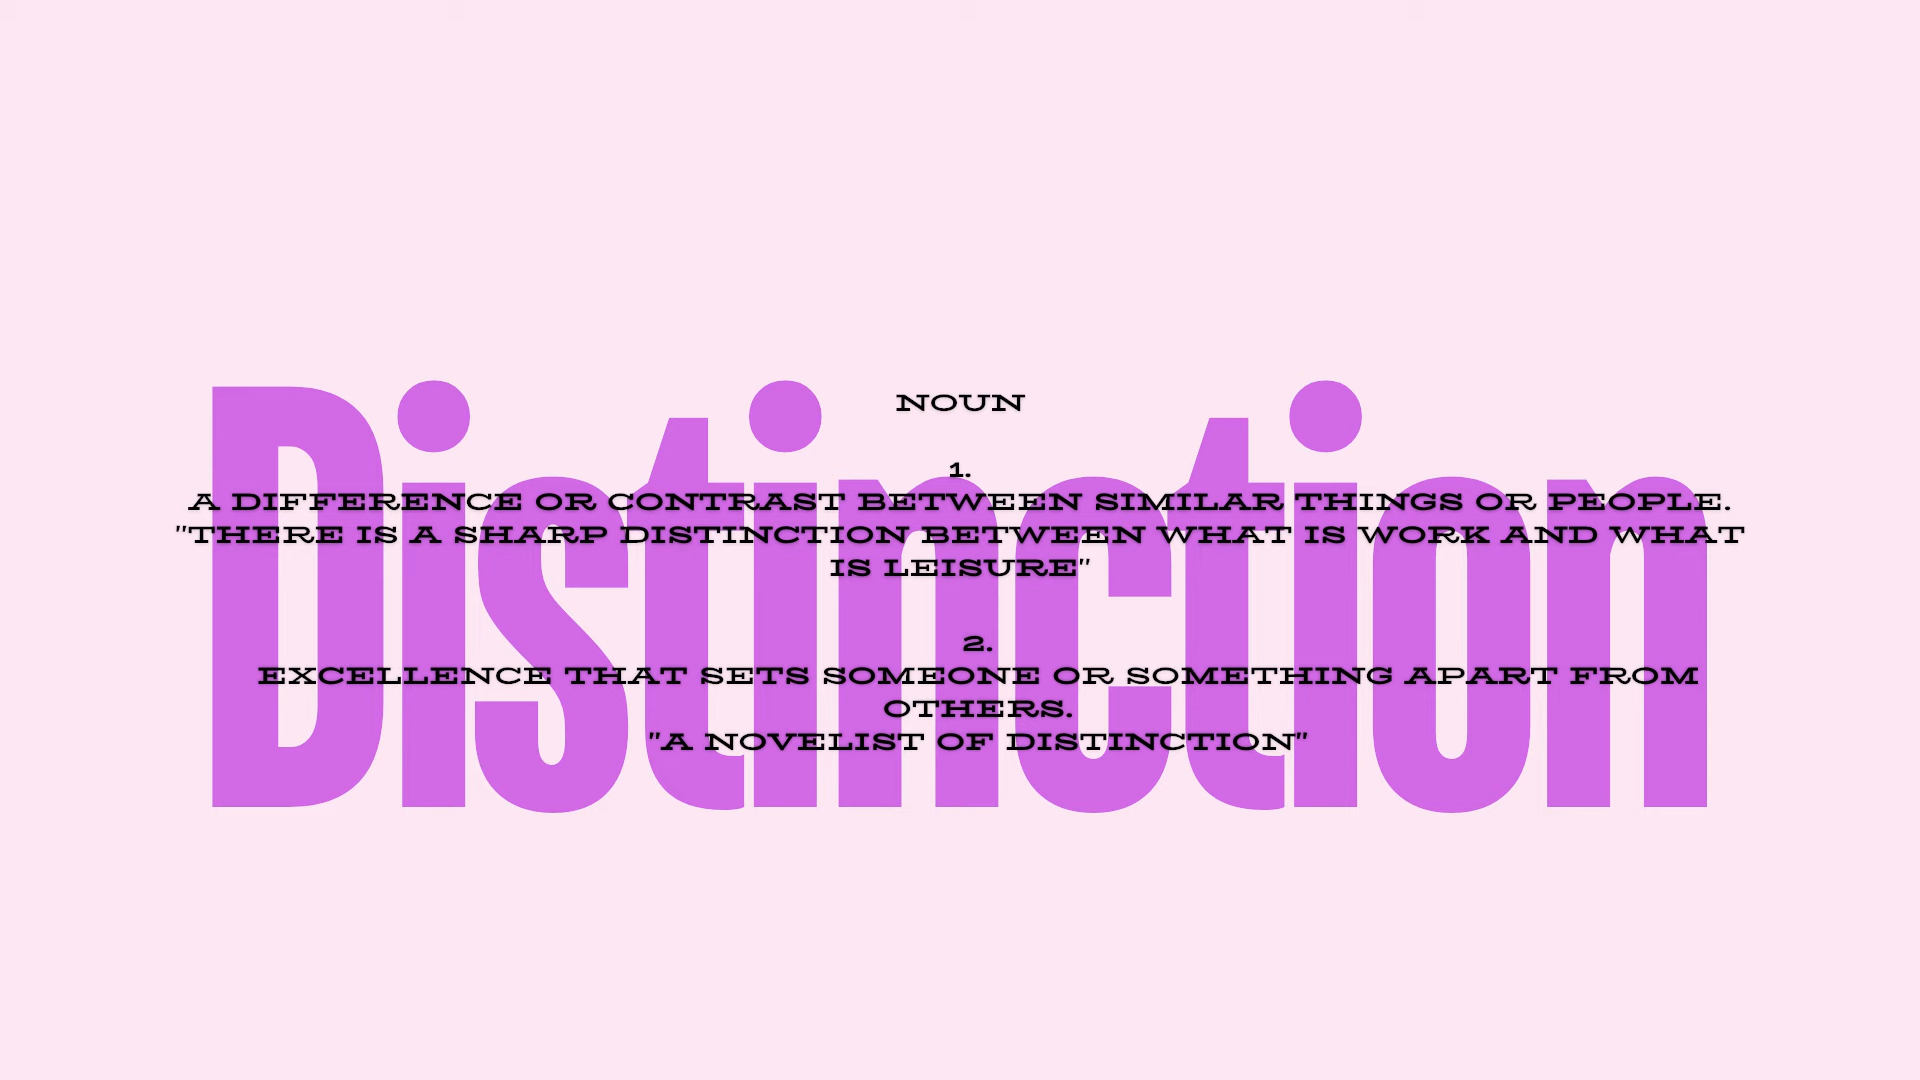 Distinction
NOUN
1.
A DIFFERENCE OR CONTRAST BETWEEN SIMILAR THINGS OR PEOPLE.
"THERE IS A SHARP DISTINCTION BETWEEN WHAT IS WORK AND WHAT
IS LEISURE"
2.
EXCELLENCE THAT SETS SOMEONE OR SOMETHING APART FROM
OTHERS.
"A NOVELIST OF DISTINCTION"